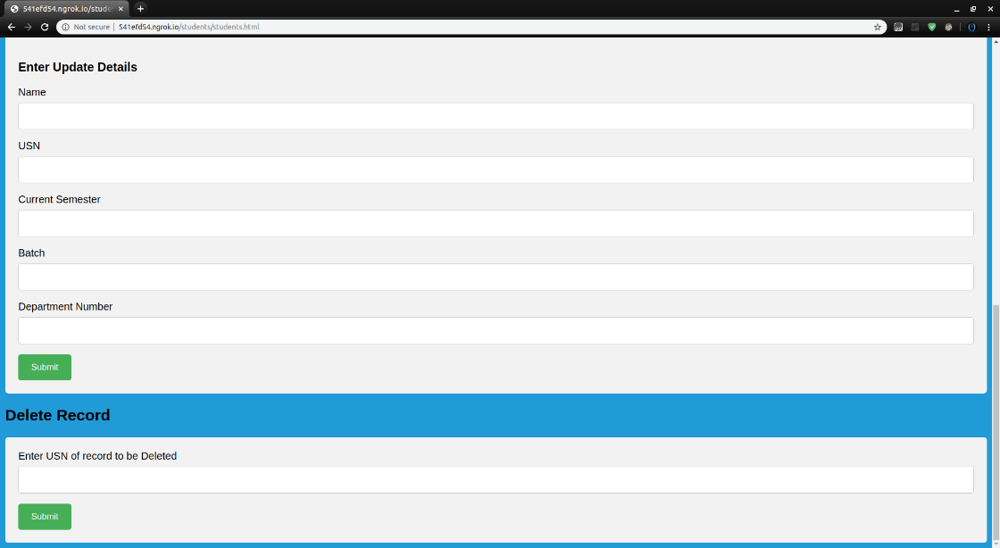 541efd54.ngrok.io/studen
Not secure | 541efd54.ngrok.io/students/students.html
Enter Update Details
Name
USN
Current Semester
Batch
Department Number
Submit
Delete Record
Enter USN of record to be Deleted
Submit